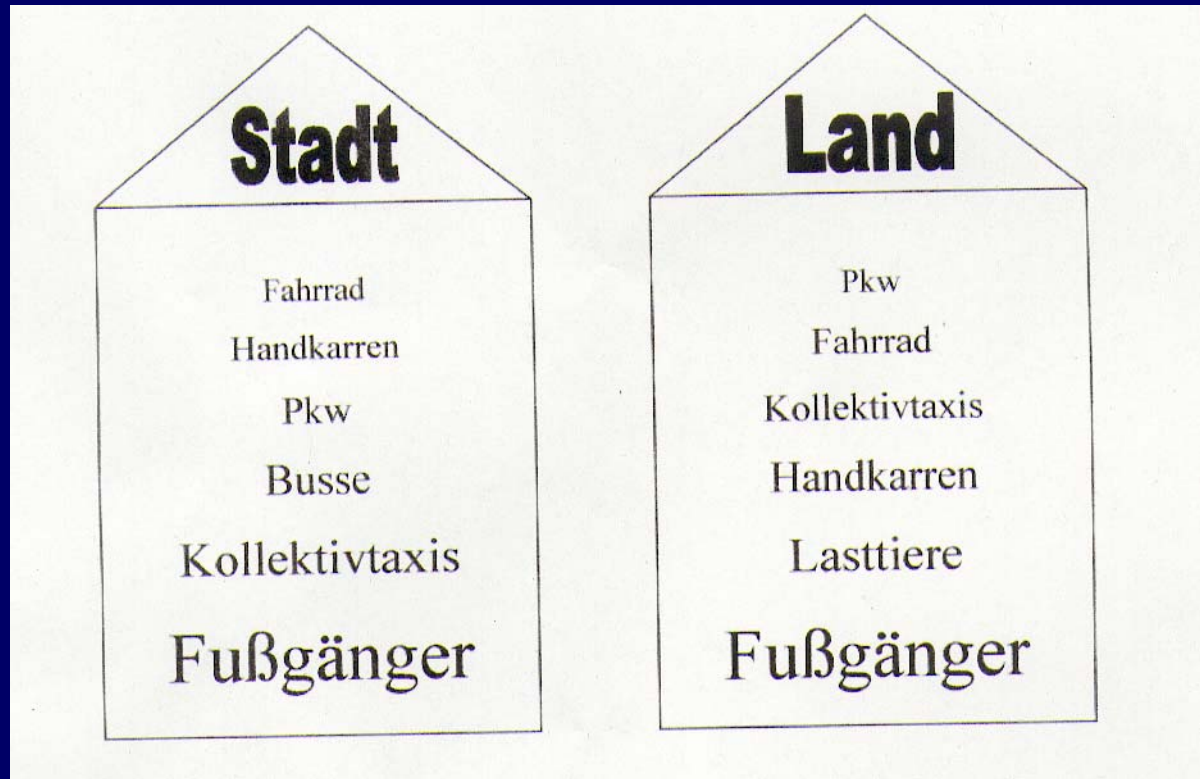 Stadt
Fahrrad
Handkarren
Pkw
Busse
Kollektivtaxis
Fußgänger
Land
Pkw
Fahrrad
Kollektivtaxis
Handkarren
Lasttiere
Fußgänger